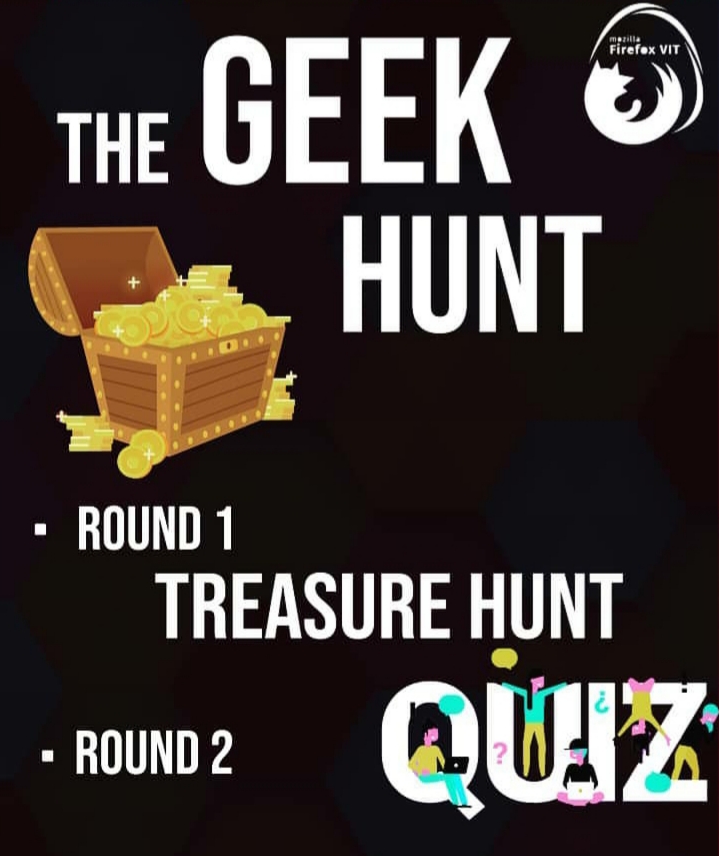 mozilla
Firefox VIT
THE GEEK
HUNT
▪ ROUND 1
TREASURE HUNT
QUIZ
▪ ROUND 2